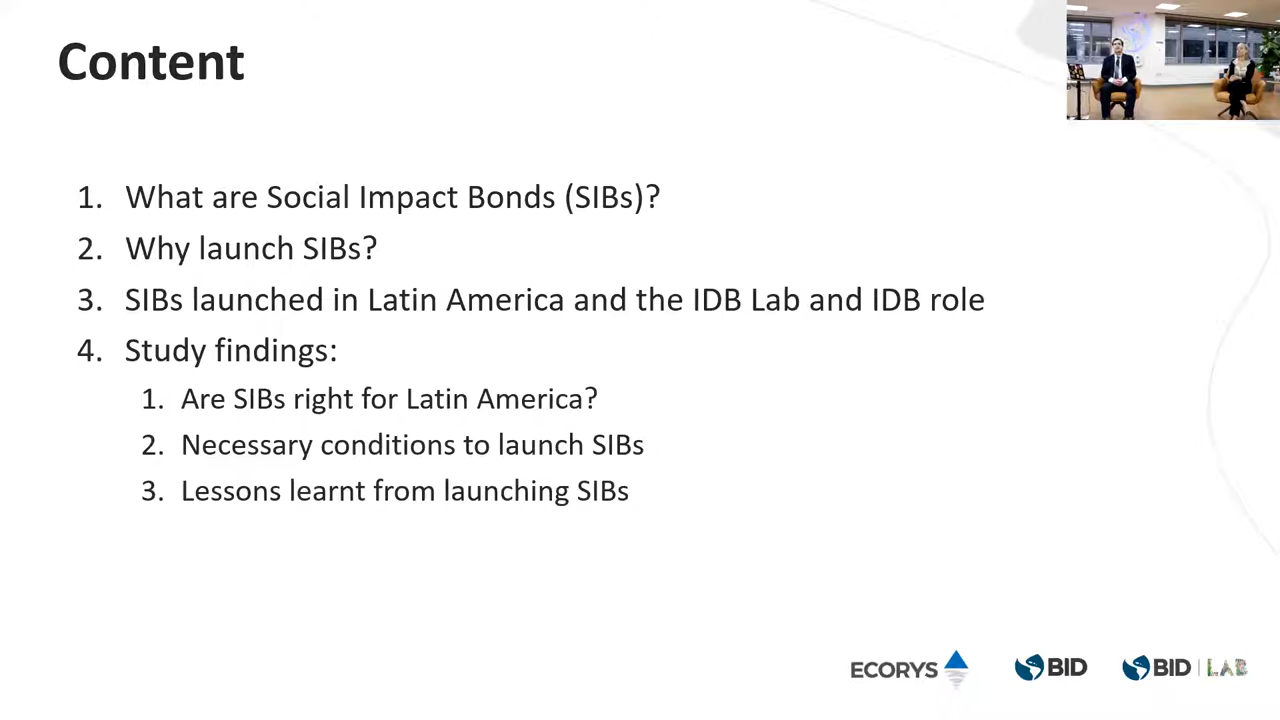 Content
1. What are Social Impact Bonds (SIBs)?
2. Why launch SIBs?
3. SIBs launched in Latin America and the IDB Lab and IDB role
4. Study findings:
1. Are SIBs right for Latin America?
2. Necessary conditions to launch SIBs
3. Lessons learnt from launching SIBs
ECORYS BID BID | LAB